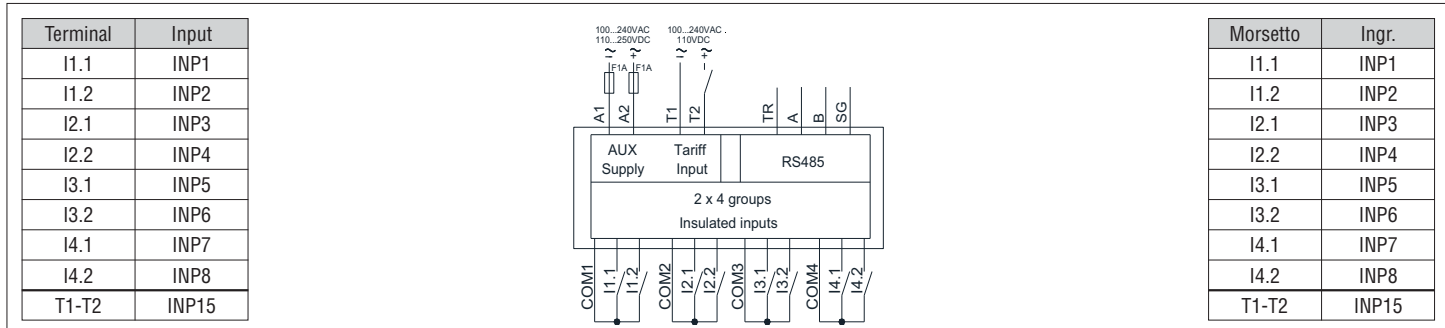 Terminal Input
I1.1 INP1
I1.2 INP2
I2.1 INP3
I2.2 INP4
I3.1 INP5
I3.2 INP6
I4.1 INP7
I4.2 INP8
T1-T2 INP15
100...240VAC 100...240VAC .
110...250VDC 110VDC
~ ~ ~ ~
– + + –
F1A F1A
A1 A2 T1 T2 TR A B SG
AUX Tariff RS485
Supply Input
2 x 4 groups
Insulated inputs
COM1 I1.1 I1.2 COM2 I2.1 I2.2 COM3 I3.1 I3.2 COM4 I4.1 I4.2
Morsetto Ingr.
I1.1 INP1
I1.2 INP2
I2.1 INP3
I2.2 INP4
I3.1 INP5
I3.2 INP6
I4.1 INP7
I4.2 INP8
T1-T2 INP15